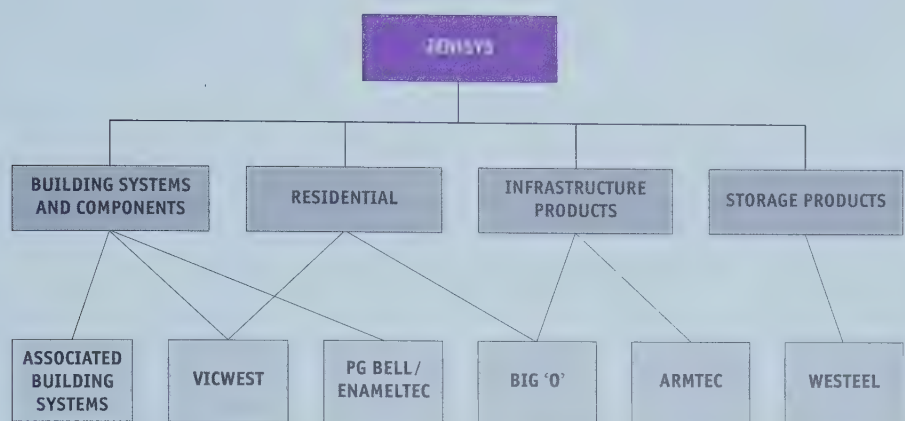 BUILDING SYSTEMS
AND COMPONENTS
RESIDENTIAL
INFRASTRUCTURE
PRODUCTS
STORAGE PRODUCTS
ASSOCIATED
BUILDING
SYSTEMS
VICWEST
PG BELL/
ENAMELTEC
BIG ‘O’
ARMTEC
WESTEEL